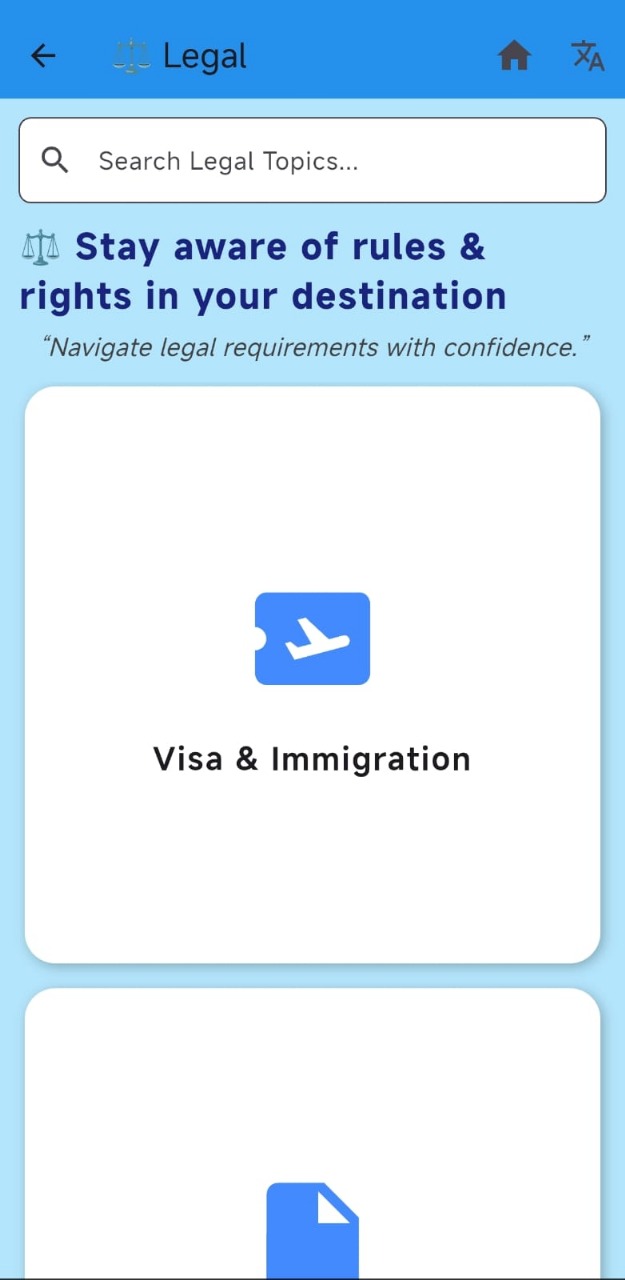 ⚖️ Legal
Search Legal Topics...
⚖️ Stay aware of rules &
rights in your destination
“Navigate legal requirements with confidence.”
Visa & Immigration